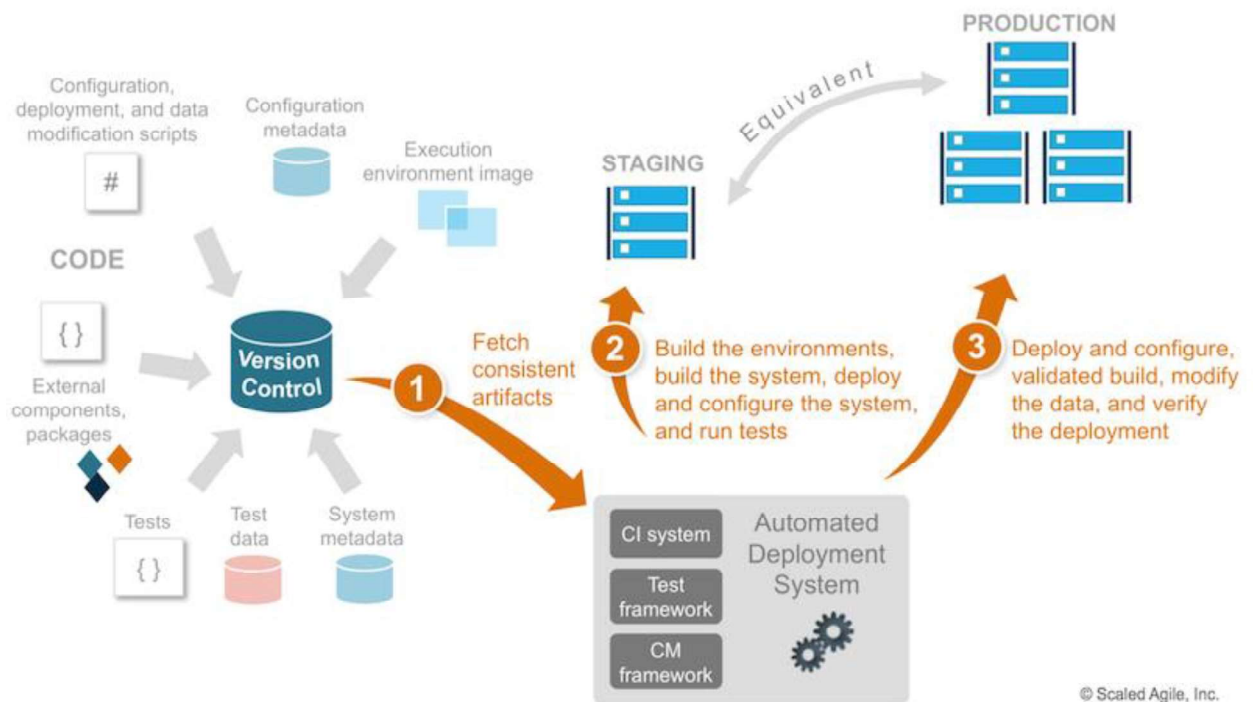 PRODUCTION
Configuration,
deployment, and data
modification scripts
#
Configuration
metadata
Execution
environment image
STAGING
Equivalent
CODE
{ }
External
components,
packages
Version
Control
Tests
{ }
Test
data
System
metadata
1
Fetch
consistent
artifacts
2
Build the environments,
build the system, deploy
and configure the system,
and run tests
3
Deploy and configure,
validated build, modify
the data, and verify
the deployment
CI system
Test
framework
CM
framework
Automated
Deployment
System
© Scaled Agile, Inc.